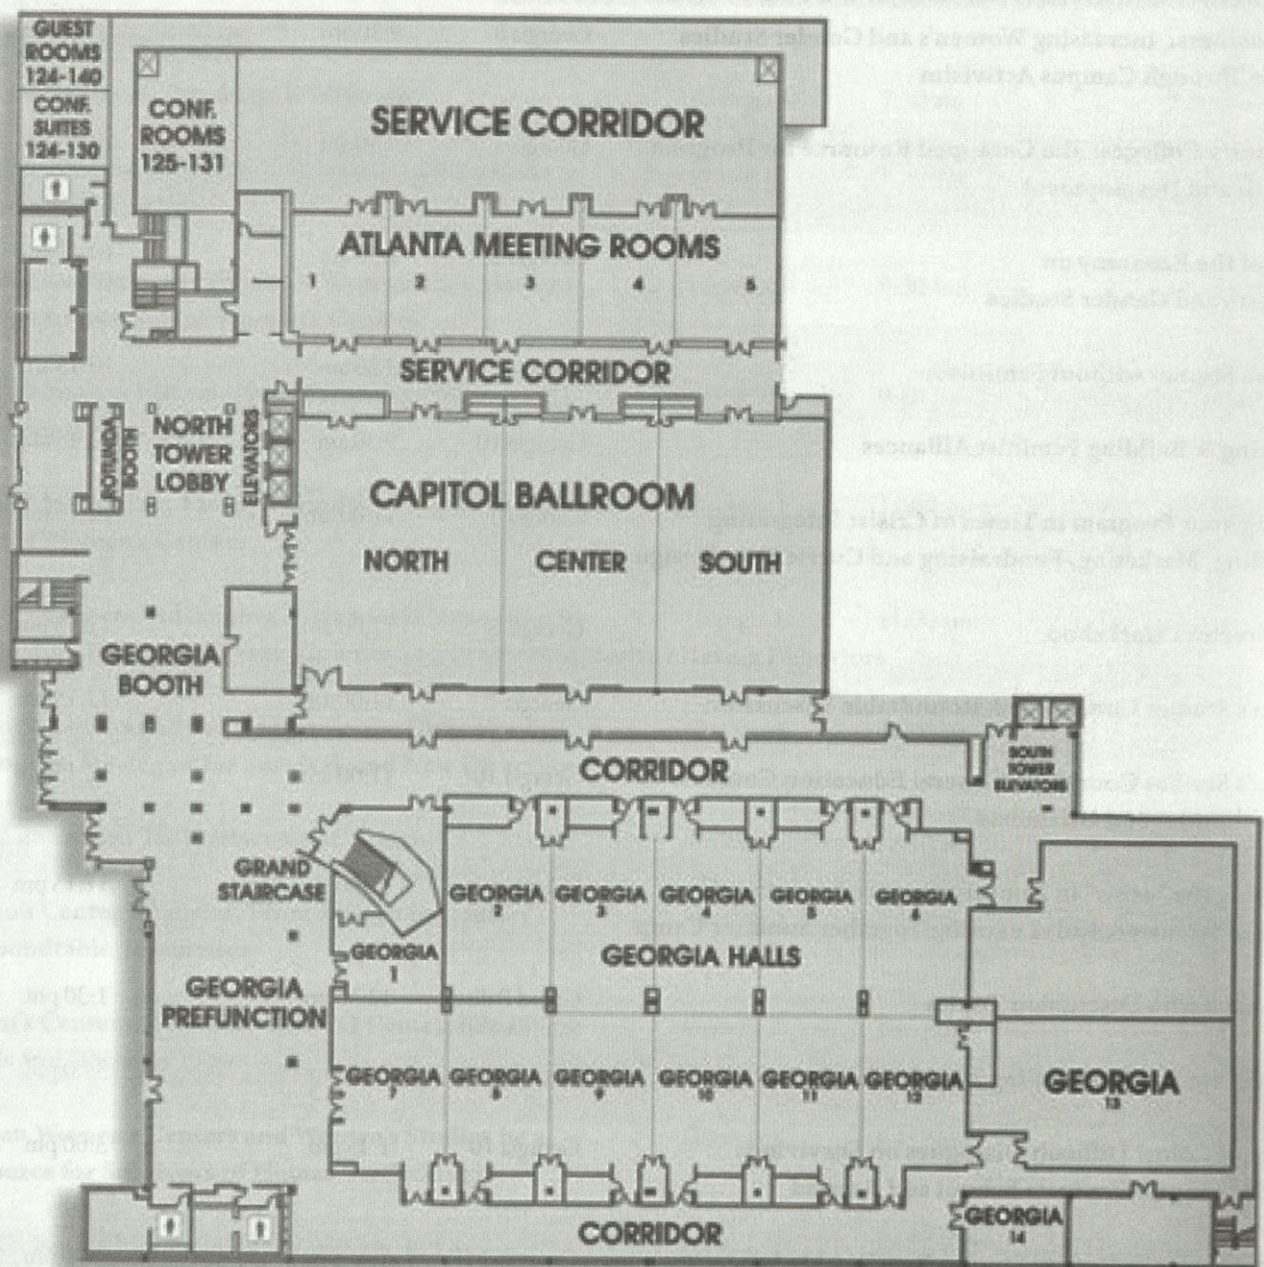 GUEST
ROOMS
124-140
CONF.
SUITES
124-130
CONF.
ROOMS
125-131
SERVICE CORRIDOR
ATLANTA MEETING ROOMS
1 2 3 4 5
SERVICE CORRIDOR
ROTUNDA
BOOTH
NORTH
TOWER
LOBBY
ELEVATORS
CAPITOL BALLROOM
NORTH CENTER SOUTH
GEORGIA
BOOTH
CORRIDOR
SOUTH
TOWER
ELEVATORS
GRAND
STAIRCASE
GEORGIA
2
GEORGIA
3
GEORGIA
4
GEORGIA
5
GEORGIA
6
GEORGIA
1
GEORGIA HALLS
GEORGIA
PREFUNCTION
GEORGIA
7
GEORGIA
8
GEORGIA
9
GEORGIA
10
GEORGIA
11
GEORGIA
12
GEORGIA
13
CORRIDOR
GEORGIA
14